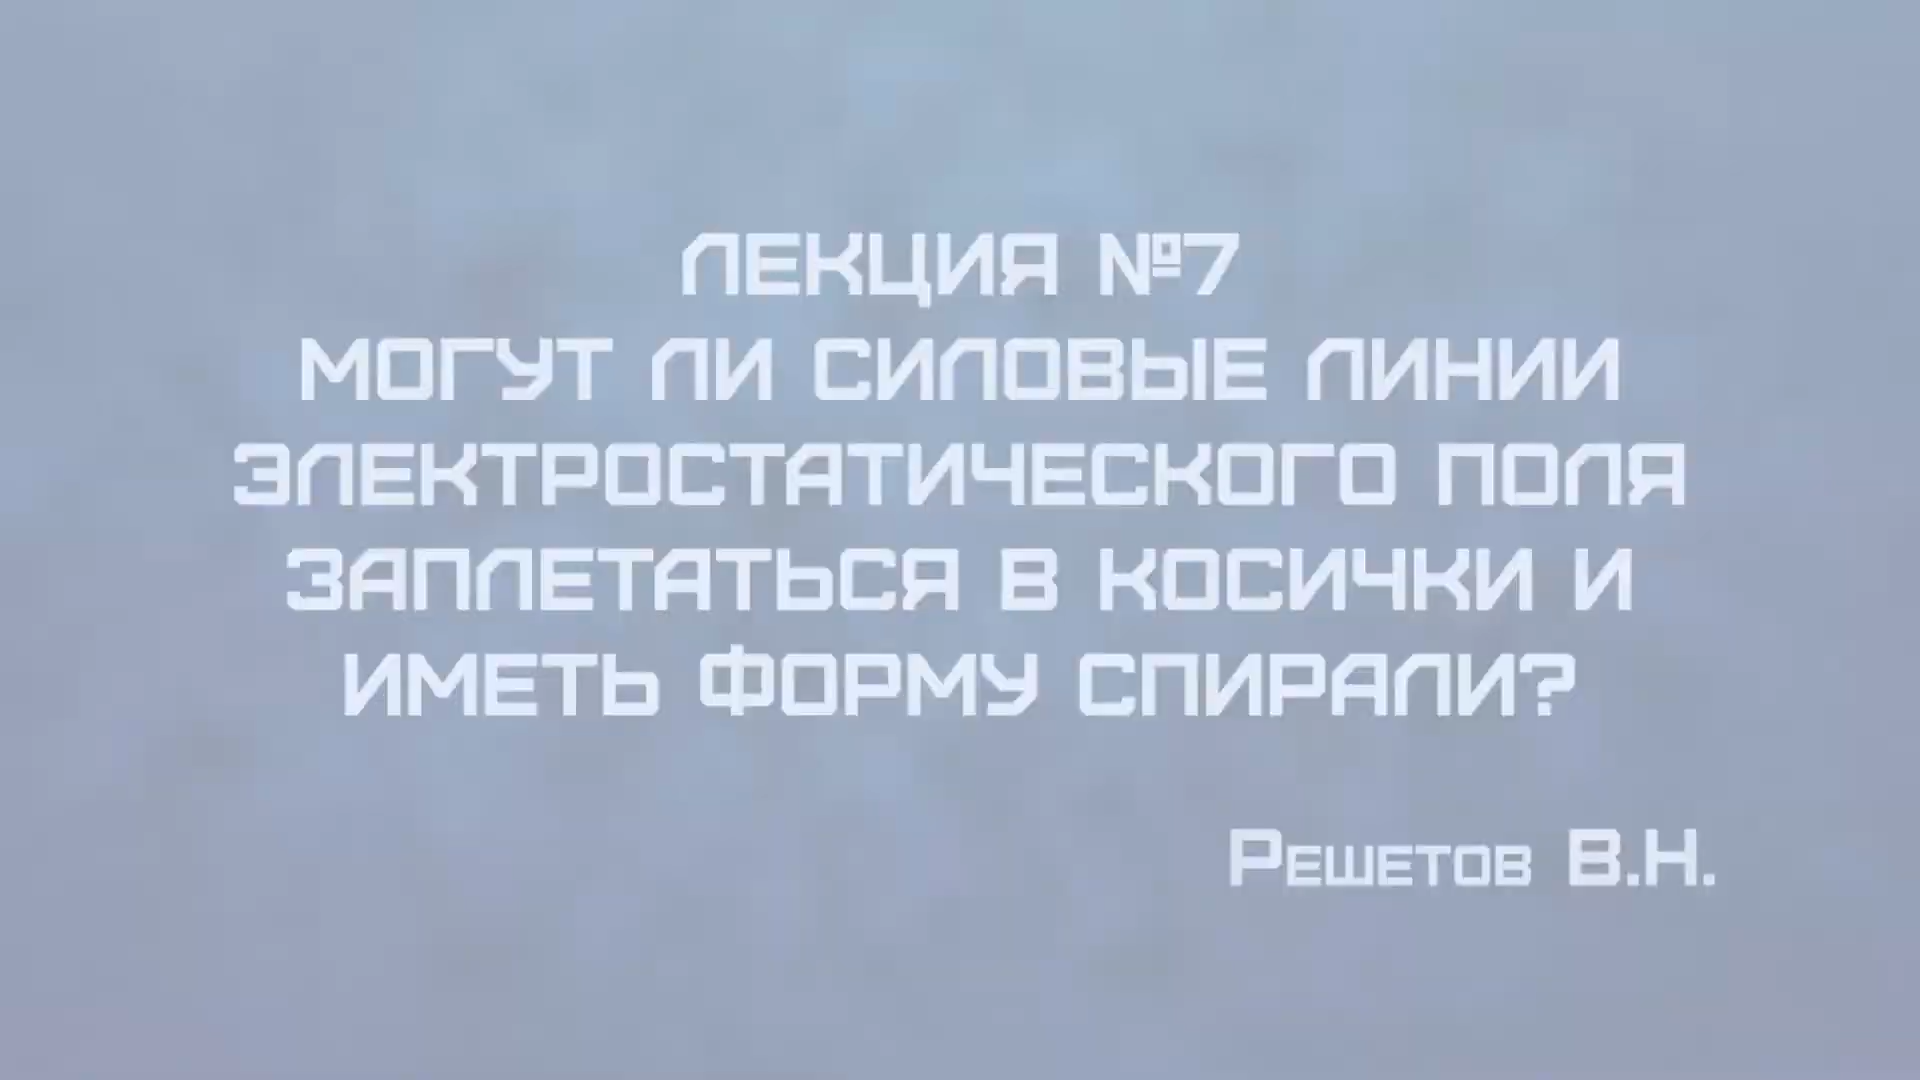 ЛЕКЦИЯ №7
МОГУТ ЛИ СИЛОВЫЕ ЛИНИИ
ЭЛЕКТРОСТАТИЧЕСКОГО ПОЛЯ
ЗАПЛЕТАТЬСЯ В КОСИЧКИ И
ИМЕТЬ ФОРМУ СПИРАЛИ?
РЕШЕТОВ В.Н.